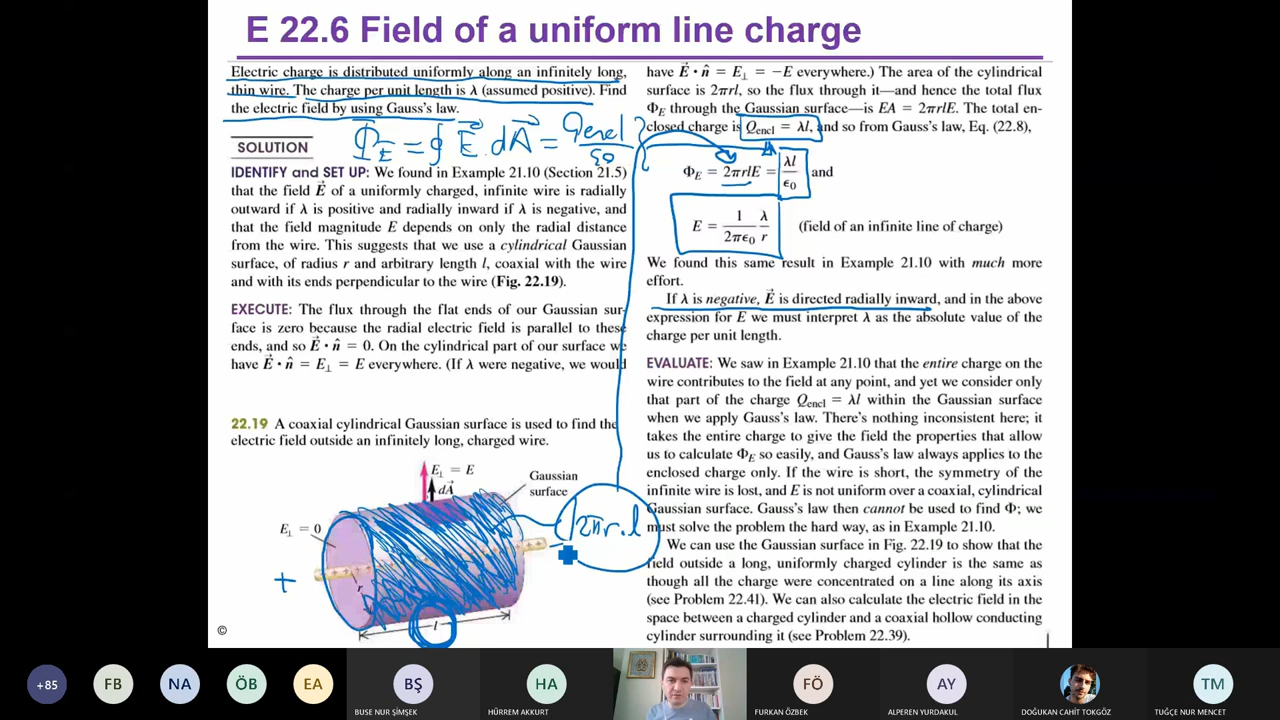 E 22.6 Field of a uniform line charge
Electric charge is distributed uniformly along an infinitely long,
thin wire. The charge per unit length is λ (assumed positive). Find
the electric field by using Gauss's law.
Φ_E = ∮ E⃗ . dA⃗ = qencl / ε0
SOLUTION
IDENTIFY and SET UP: We found in Example 21.10 (Section 21.5)
that the field E⃗ of a uniformly charged, infinite wire is radially
outward if λ is positive and radially inward if λ is negative, and
that the field magnitude E depends on only the radial distance
from the wire. This suggests that we use a cylindrical Gaussian
surface, of radius r and arbitrary length l, coaxial with the wire
and with its ends perpendicular to the wire (Fig. 22.19).
EXECUTE: The flux through the flat ends of our Gaussian sur-
face is zero because the radial electric field is parallel to these
ends, and so E⃗ · n̂ = 0. On the cylindrical part of our surface we
have E⃗ · n̂ = E⊥ = E everywhere. (If λ were negative, we would
22.19 A coaxial cylindrical Gaussian surface is used to find the
electric field outside an infinitely long, charged wire.
E⊥ = E
dA⃗
Gaussian
surface
E⊥ = 0
2πr.l
+
r
l
©
have E⃗ · n̂ = E⊥ = −E everywhere.) The area of the cylindrical
surface is 2πrl, so the flux through it—and hence the total flux
Φ_E through the Gaussian surface—is EA = 2πrlE. The total en-
closed charge is Qencl = λl, and so from Gauss's law, Eq. (22.8),
Φ_E = 2πrlE = λl / ϵ0 and
E = 1 / 2πϵ0 λ / r (field of an infinite line of charge)
We found this same result in Example 21.10 with much more
effort.
If λ is negative, E⃗ is directed radially inward, and in the above
expression for E we must interpret λ as the absolute value of the
charge per unit length.
EVALUATE: We saw in Example 21.10 that the entire charge on the
wire contributes to the field at any point, and yet we consider only
that part of the charge Qencl = λl within the Gaussian surface
when we apply Gauss's law. There's nothing inconsistent here; it
takes the entire charge to give the field the properties that allow
us to calculate Φ_E so easily, and Gauss's law always applies to the
enclosed charge only. If the wire is short, the symmetry of the
infinite wire is lost, and E is not uniform over a coaxial, cylindrical
Gaussian surface. Gauss's law then cannot be used to find Φ; we
must solve the problem the hard way, as in Example 21.10.
We can use the Gaussian surface in Fig. 22.19 to show that the
field outside a long, uniformly charged cylinder is the same as
though all the charge were concentrated on a line along its axis
(see Problem 22.41). We can also calculate the electric field in the
space between a charged cylinder and a coaxial hollow conducting
cylinder surrounding it (see Problem 22.39).
+85
FB
NA
ÖB
EA
BŞ
BUSE NUR ŞİMŞEK
HA
HÜRREM AKKURT
FÖ
FURKAN ÖZBEK
AY
ALPEREN YURDAKUL
DOĞUKAN CAHİT TOKGÖZ
TM
TUĞÇE NUR MENCET